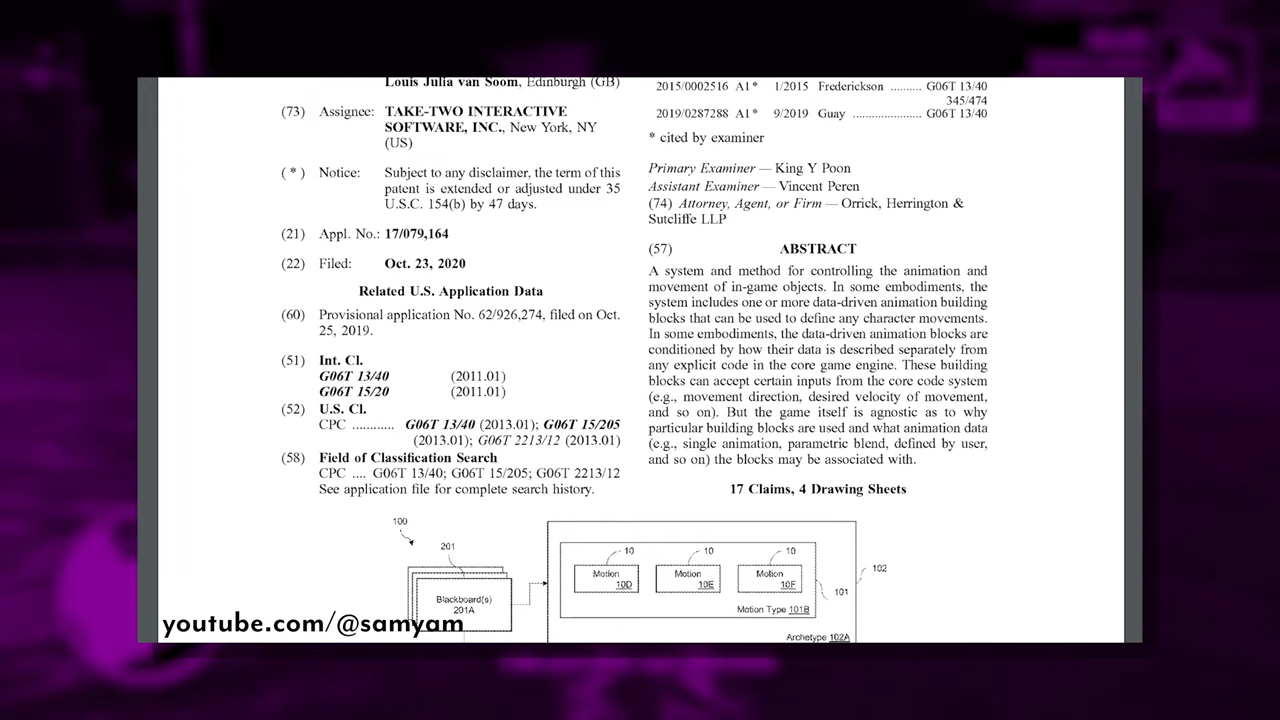 Louis Julia van Soom, Edinburgh (GB)
(73) Assignee: TAKE-TWO INTERACTIVE
SOFTWARE, INC., New York, NY
(US)
( * ) Notice: Subject to any disclaimer, the term of this
patent is extended or adjusted under 35
U.S.C. 154(b) by 47 days.
(21) Appl. No.: 17/079,164
(22) Filed: Oct. 23, 2020
Related U.S. Application Data
(60) Provisional application No. 62/926,274, filed on Oct.
25, 2019.
(51) Int. Cl.
G06T 13/40 (2011.01)
G06T 15/20 (2011.01)
(52) U.S. Cl.
CPC ............ G06T 13/40 (2013.01); G06T 15/205
(2013.01); G06T 2213/12 (2013.01)
(58) Field of Classification Search
CPC .... G06T 13/40; G06T 15/205; G06T 2213/12
See application file for complete search history.
2015/0002516 A1* 1/2015 Frederickson .......... G06T 13/40
345/474
2019/0287288 A1* 9/2019 Guay ...................... G06T 13/40
* cited by examiner
Primary Examiner — King Y Poon
Assistant Examiner — Vincent Peren
(74) Attorney, Agent, or Firm — Orrick, Herrington &
Sutcliffe LLP
(57) ABSTRACT
A system and method for controlling the animation and
movement of in-game objects. In some embodiments, the
system includes one or more data-driven animation building
blocks that can be used to define any character movements.
In some embodiments, the data-driven animation blocks are
conditioned by how their data is described separately from
any explicit code in the core game engine. These building
blocks can accept certain inputs from the core code system
(e.g., movement direction, desired velocity of movement,
and so on). But the game itself is agnostic as to why
particular building blocks are used and what animation data
(e.g., single animation, parametric blend, defined by user,
and so on) the blocks may be associated with.
17 Claims, 4 Drawing Sheets
100
201
Blackboard(s)
201A
10 10 10
Motion Motion Motion
10D 10E 10F
102
101
Motion Type 101B
Archetype 102A
youtube.com/@samyam